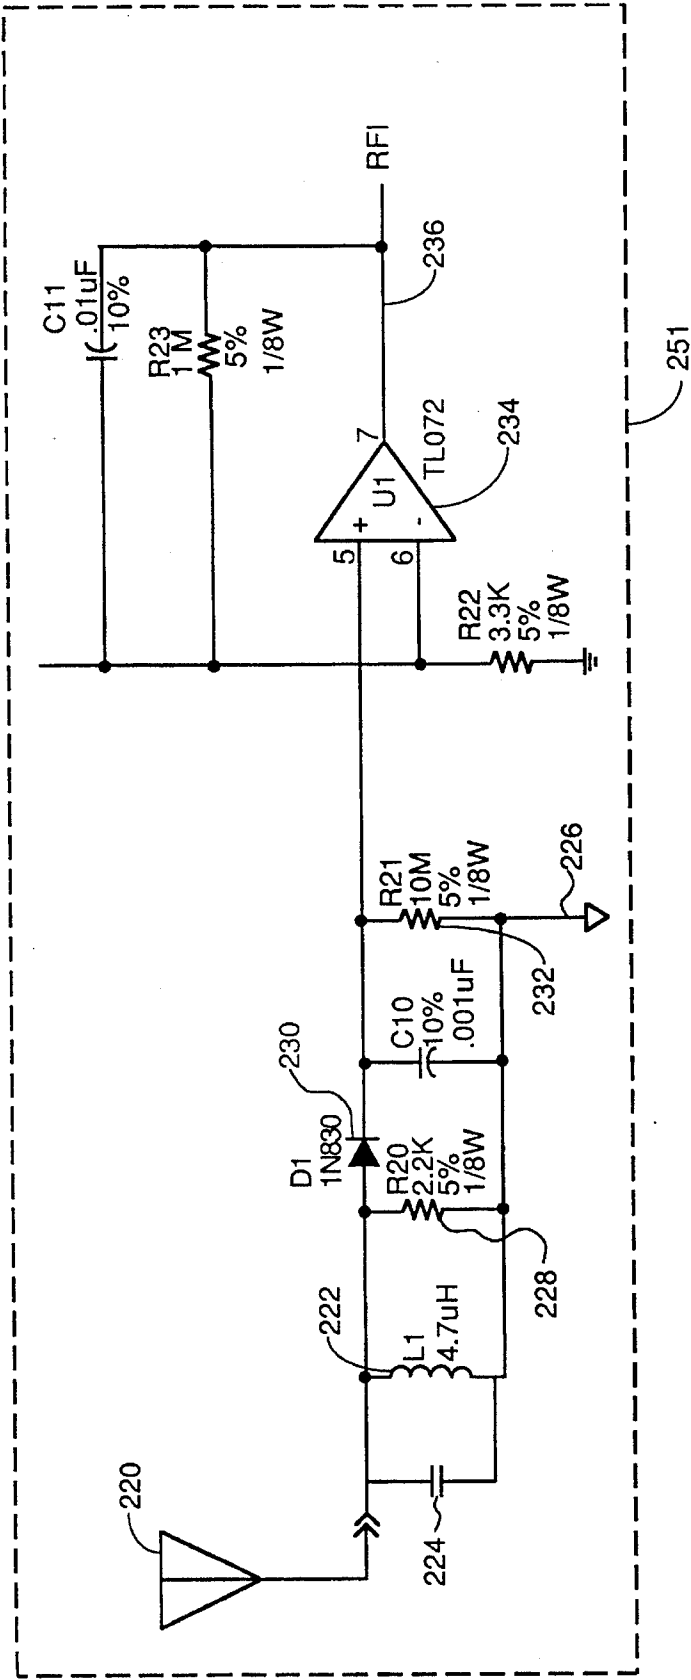 220
224
222
L1
4.7uH
228
R20
2.2K
5%
1/8W
D1
1N830
230
C10
10%
.001uF
232
R21
10M
5%
1/8W
226
C11
.01uF
10%
R23
1 M
5%
1/8W
R22
3.3K
5%
1/8W
5
6
+
-
U1
7
TL072
234
236
RFI
251